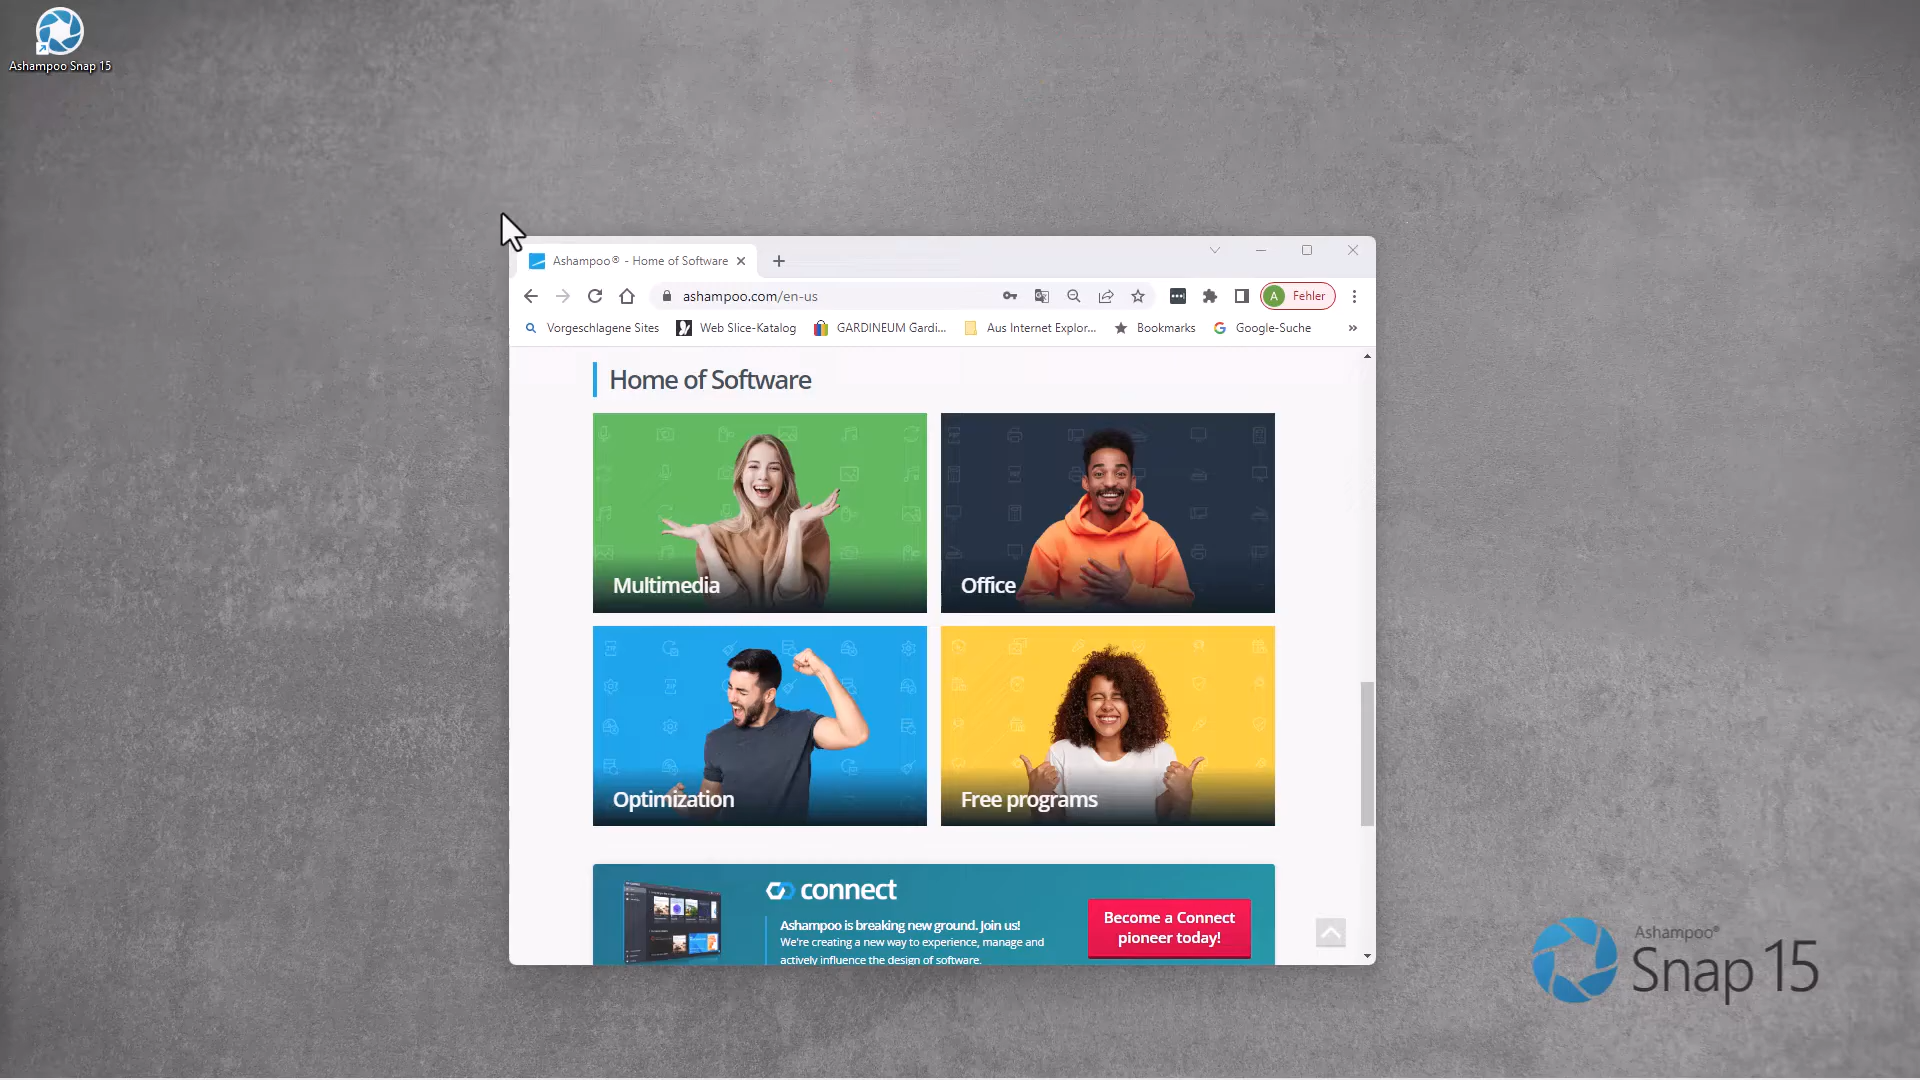 Ashampoo Snap 15
Ashampoo® - Home of Software
ashampoo.com/en-us
A
Fehler
Vorgeschlagene Sites
Web Slice-Katalog
GARDINEUM Gardi...
Aus Internet Explor...
Bookmarks
Google-Suche
»
Home of Software
Multimedia
Office
Optimization
Free programs
connect
Ashampoo is breaking new ground. Join us!
We're creating a new way to experience, manage and
actively influence the design of software.
Become a Connect
pioneer today!
Ashampoo®
Snap 15